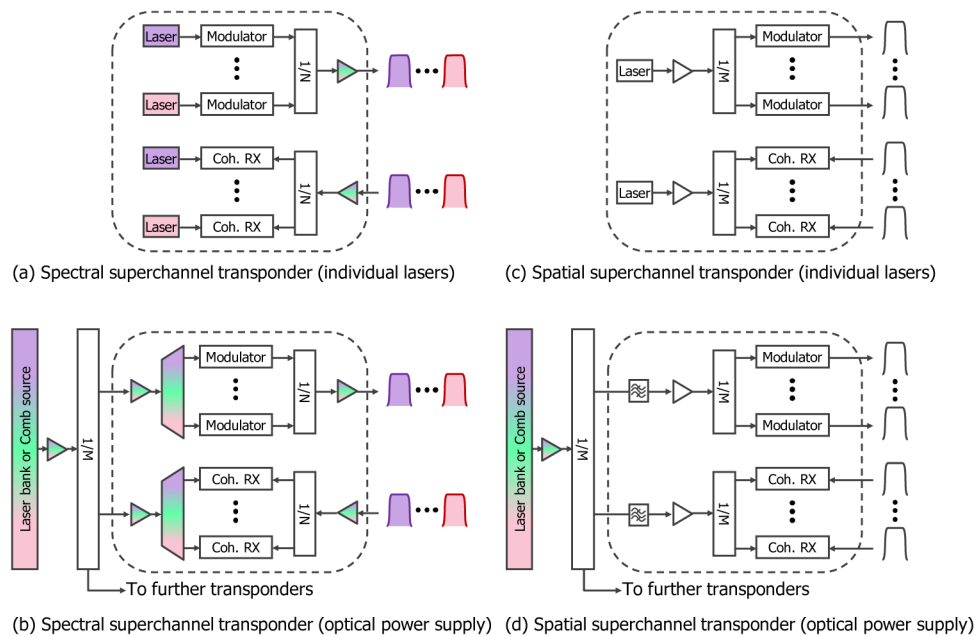 Laser Modulator
1/N
Laser Modulator
Laser Coh. RX
1/N
Laser Coh. RX
(a) Spectral superchannel transponder (individual lasers)
Modulator
Laser
1/M
Modulator
Coh. RX
Laser
1/M
Coh. RX
(c) Spatial superchannel transponder (individual lasers)
Laser bank or Comb source
1/M
Modulator
1/N
Modulator
Coh. RX
1/N
Coh. RX
To further transponders
(b) Spectral superchannel transponder (optical power supply)
Laser bank or Comb source
1/M
Modulator
1/M
Modulator
Coh. RX
1/M
Coh. RX
To further transponders
(d) Spatial superchannel transponder (optical power supply)